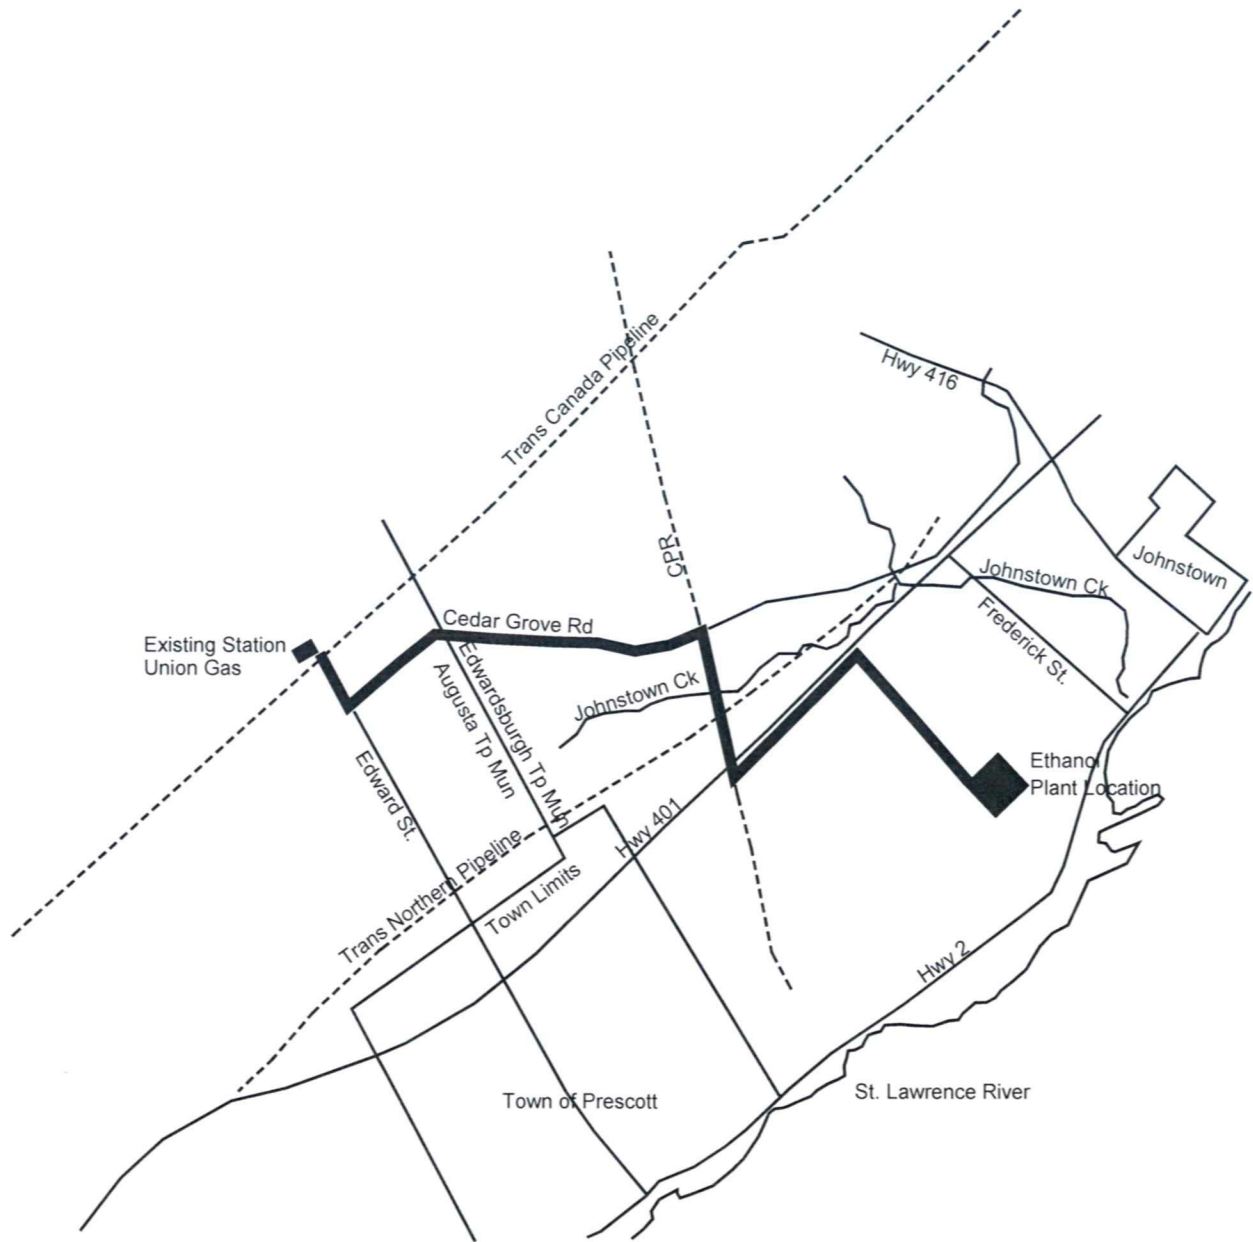 Trans Canada Pipeline
Hwy 416
CPR
Johnstown
Johnstown Ck
Cedar Grove Rd
Frederick St.
Existing Station
Union Gas
Edwardsburgh Tp Mun
Augusta Tp Mun
Johnstown Ck
Edward St.
Ethanol
Plant Location
Hwy 401
Trans Northern Pipeline
Town Limits
Hwy 2
Town of Prescott
St. Lawrence River